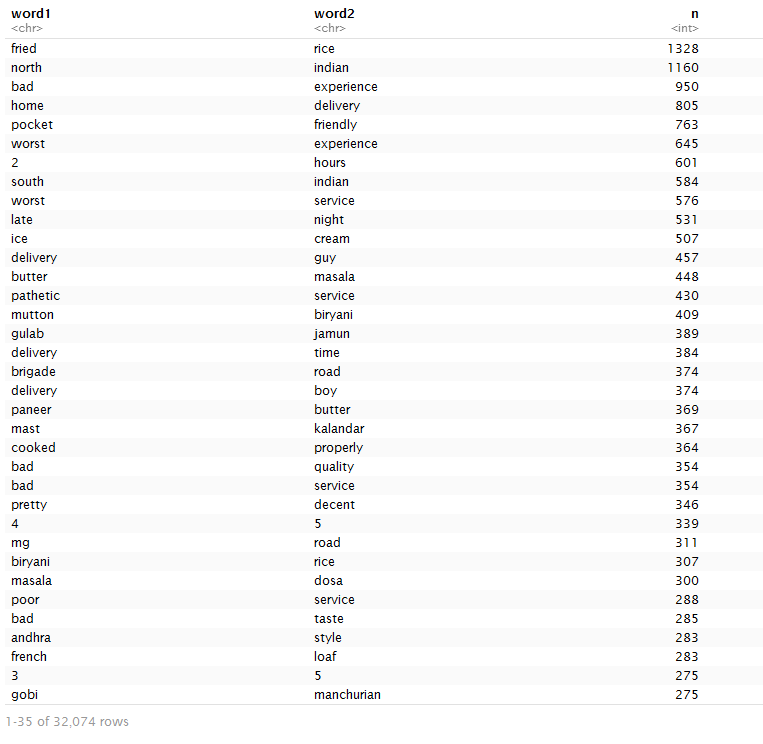 word1 word2 n
<chr> <chr> <int>
fried rice 1328
north indian 1160
bad experience 950
home delivery 805
pocket friendly 763
worst experience 645
2 hours 601
south indian 584
worst service 576
late night 531
ice cream 507
delivery guy 457
butter masala 448
pathetic service 430
mutton biryani 409
gulab jamun 389
delivery time 384
brigade road 374
delivery boy 374
paneer butter 369
mast kalandar 367
cooked properly 364
bad quality 354
bad service 354
pretty decent 346
4 5 339
mg road 311
biryani rice 307
masala dosa 300
poor service 288
bad taste 285
andhra style 283
french loaf 283
3 5 275
gobi manchurian 275
1-35 of 32,074 rows